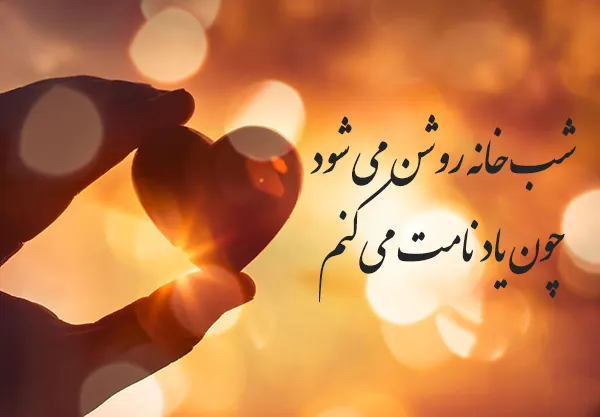 شب خانه روشن می شود
چون یاد نامت می کنم